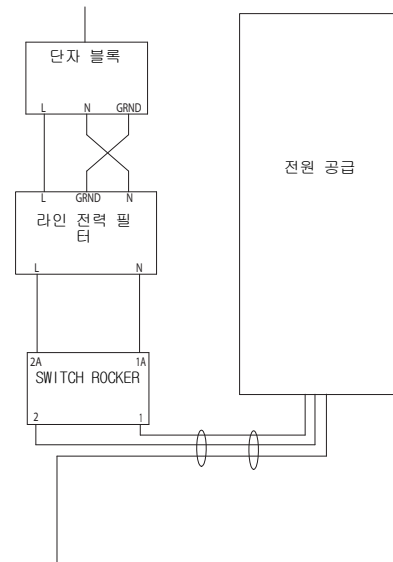 단자 블록
L N GRND
L GRND N
라인 전력 필
터
L N
2A 1A
SWITCH ROCKER
2 1
전원 공급